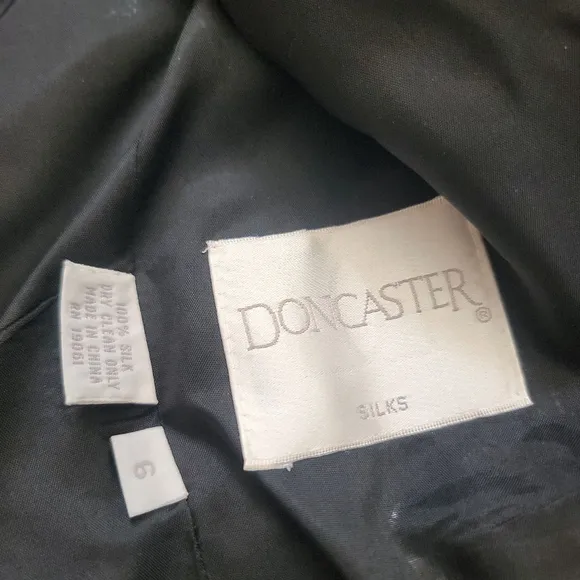 DONCASTER®
SILKS
100% SILK
DRY CLEAN ONLY
MADE IN CHINA
RN 19061
6